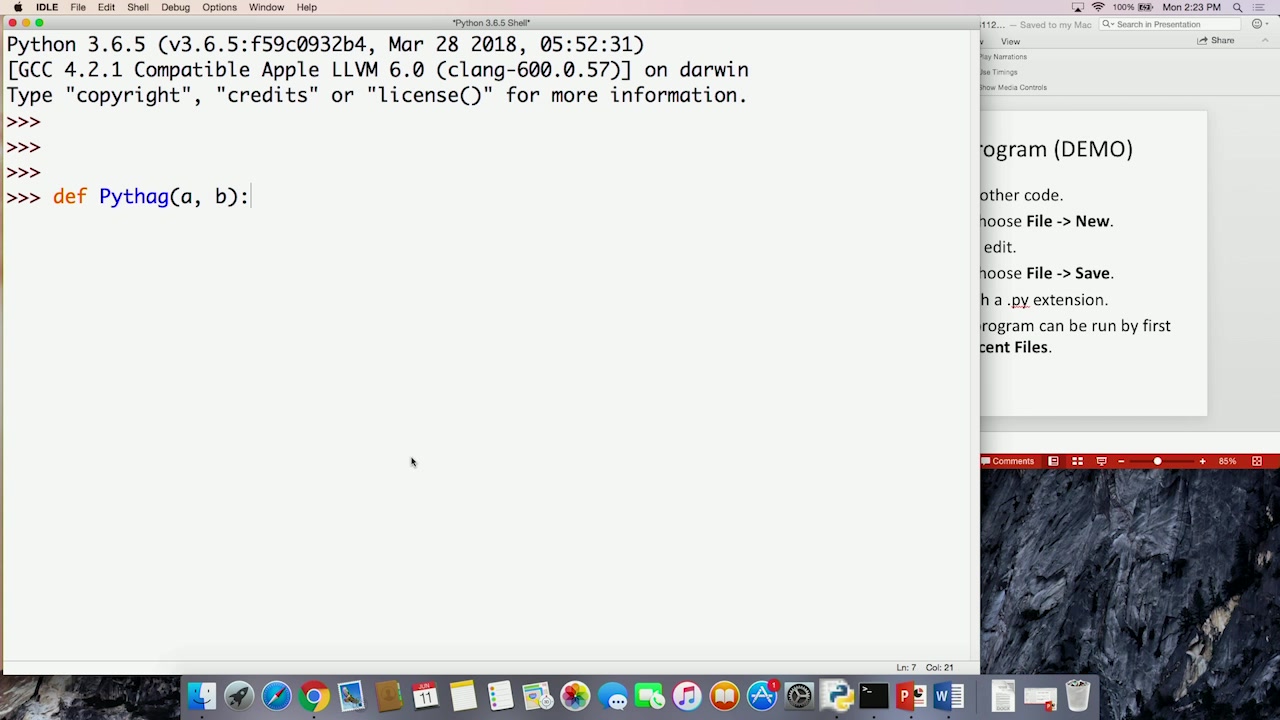 IDLE File Edit Shell Debug Options Window Help
100% Mon 2:23 PM
*Python 3.6.5 Shell*
Python 3.6.5 (v3.6.5:f59c0932b4, Mar 28 2018, 05:52:31)
[GCC 4.2.1 Compatible Apple LLVM 6.0 (clang-600.0.57)] on darwin
Type "copyright", "credits" or "license()" for more information.
>>>
>>>
>>>
>>> def Pythag(a, b):
Ln: 7 Col: 21
— Saved to my Mac
Search in Presentation
View
Share
Play Narrations
Use Timings
Show Media Controls
rogram (DEMO)
other code.
hoose File -> New.
edit.
hoose File -> Save.
h a .py extension.
rogram can be run by first
cent Files.
Comments
85%
JUN
11
1